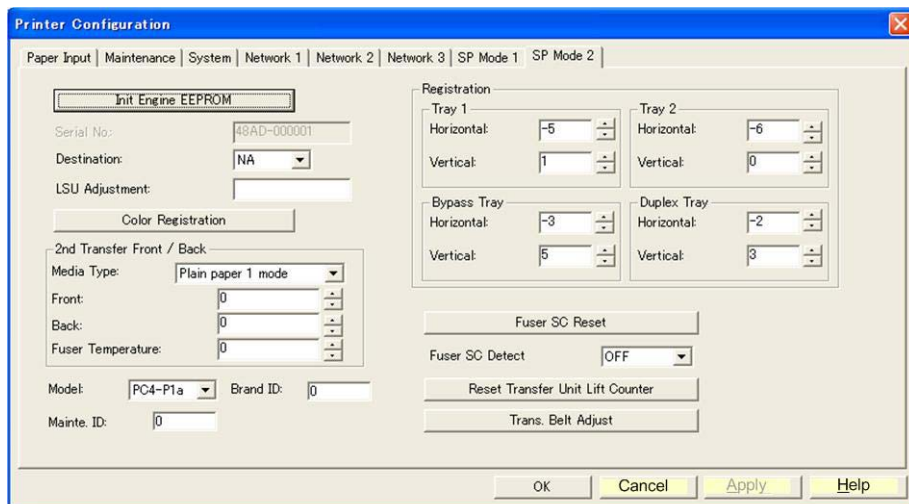 Printer Configuration
Paper Input Maintenance System Network 1 Network 2 Network 3 SP Mode 1 SP Mode 2
Init Engine EEPROM
Serial No.: 48AD-000001
Destination: NA
LSU Adjustment:
Color Registration
2nd Transfer Front / Back
Media Type: Plain paper 1 mode
Front: 0
Back: 0
Fuser Temperature: 0
Model: PC4-P1a Brand ID: 0
Mainte. ID: 0
Registration
Tray 1
Horizontal: -5
Vertical: 1
Tray 2
Horizontal: -6
Vertical: 0
Bypass Tray
Horizontal: -3
Vertical: 5
Duplex Tray
Horizontal: -2
Vertical: 3
Fuser SC Reset
Fuser SC Detect OFF
Reset Transfer Unit Lift Counter
Trans. Belt Adjust
OK Cancel Apply Help